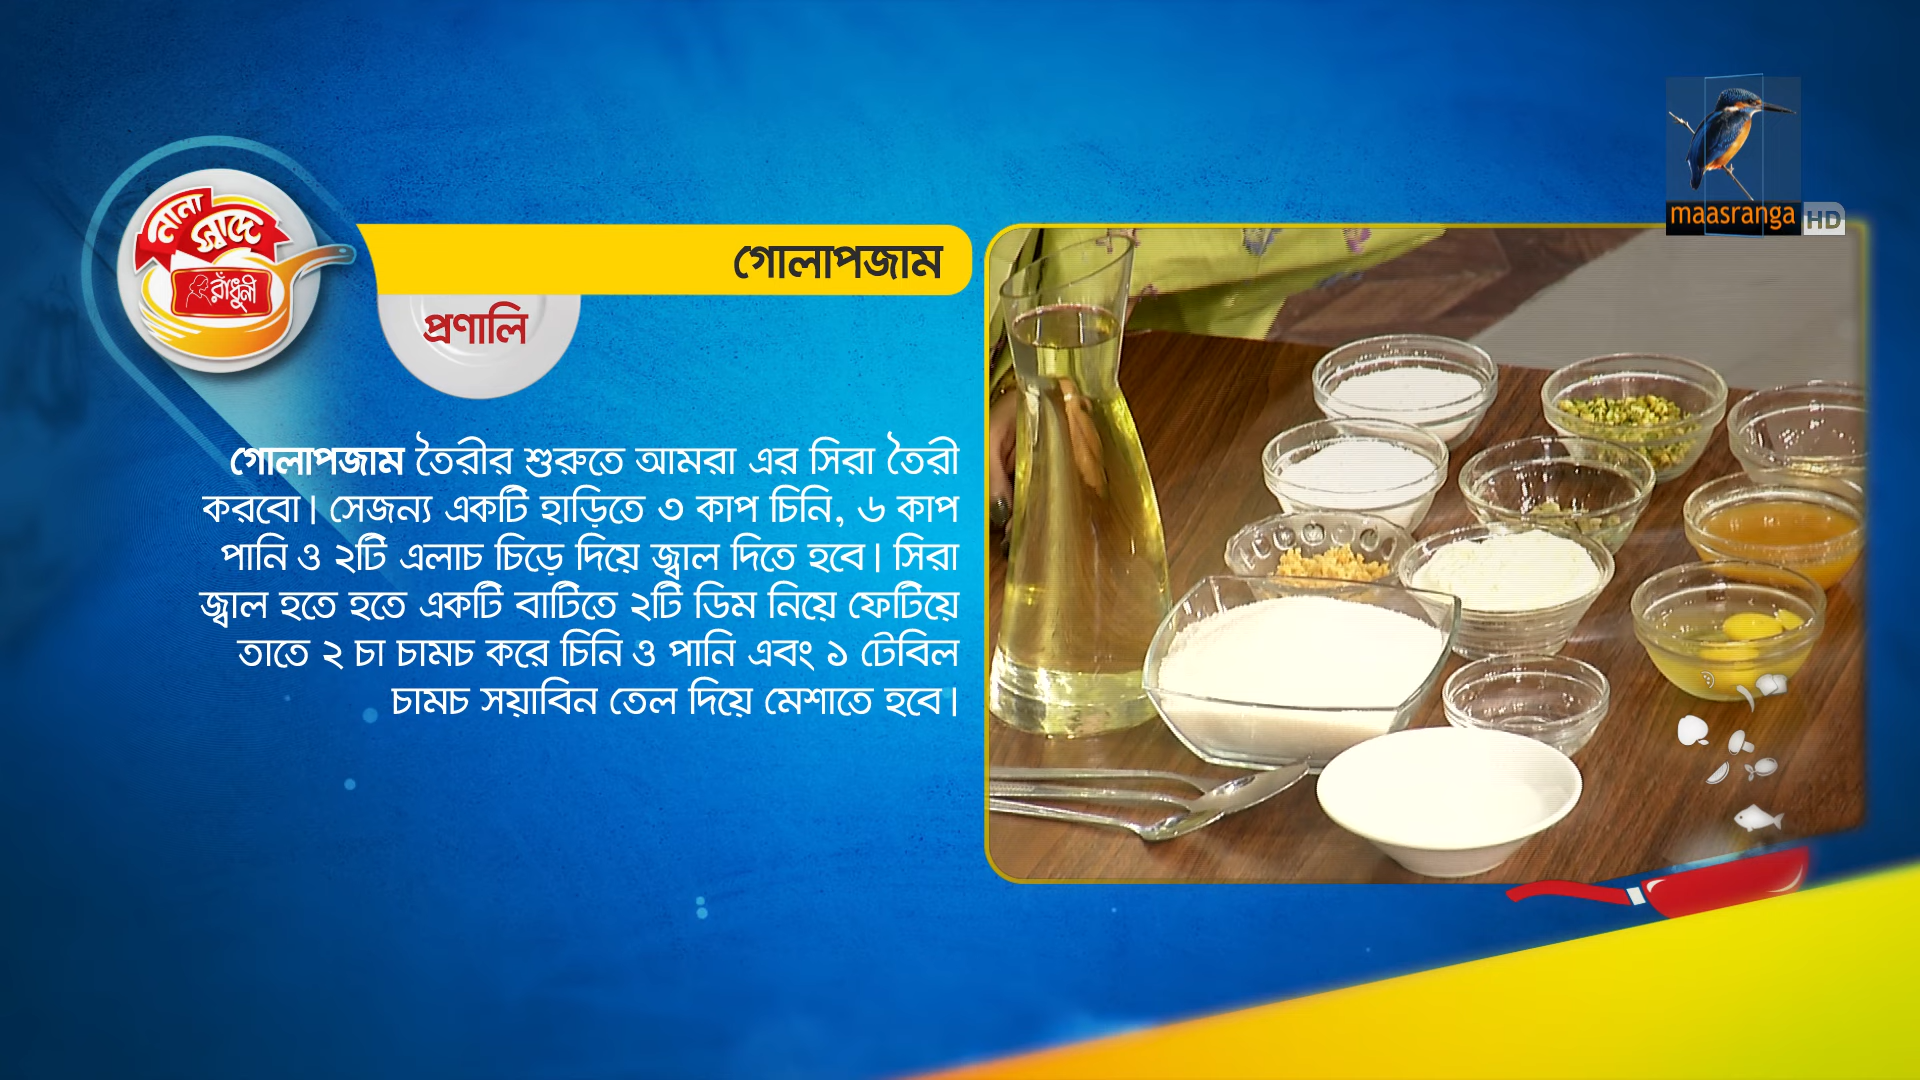 নানা
স্বাদে
রাঁধুনী
maasranga HD
গোলাপজাম
প্রণালি
গোলাপজাম তৈরীর শুরুতে আমরা এর সিরা তৈরী
করবো। সেজন্য একটি হাড়িতে ৩ কাপ চিনি, ৬ কাপ
পানি ও ২টি এলাচ চিড়ে দিয়ে জ্বাল দিতে হবে। সিরা
জ্বাল হতে হতে একটি বাটিতে ২টি ডিম নিয়ে ফেটিয়ে
তাতে ২ চা চামচ করে চিনি ও পানি এবং ১ টেবিল
চামচ সয়াবিন তেল দিয়ে মেশাতে হবে।